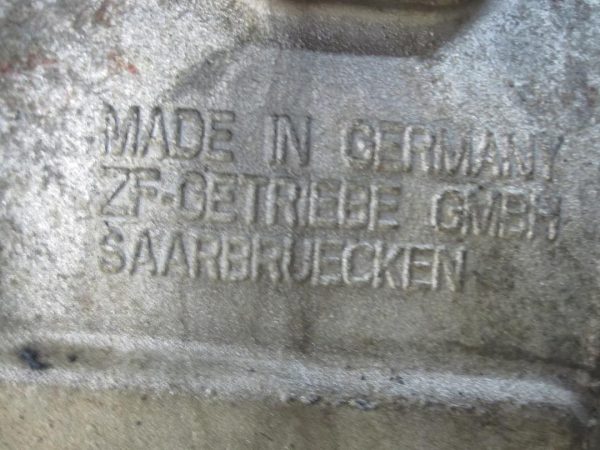 MADE IN GERMANY
ZF-GETRIEBE GMBH
SAARBRUECKEN